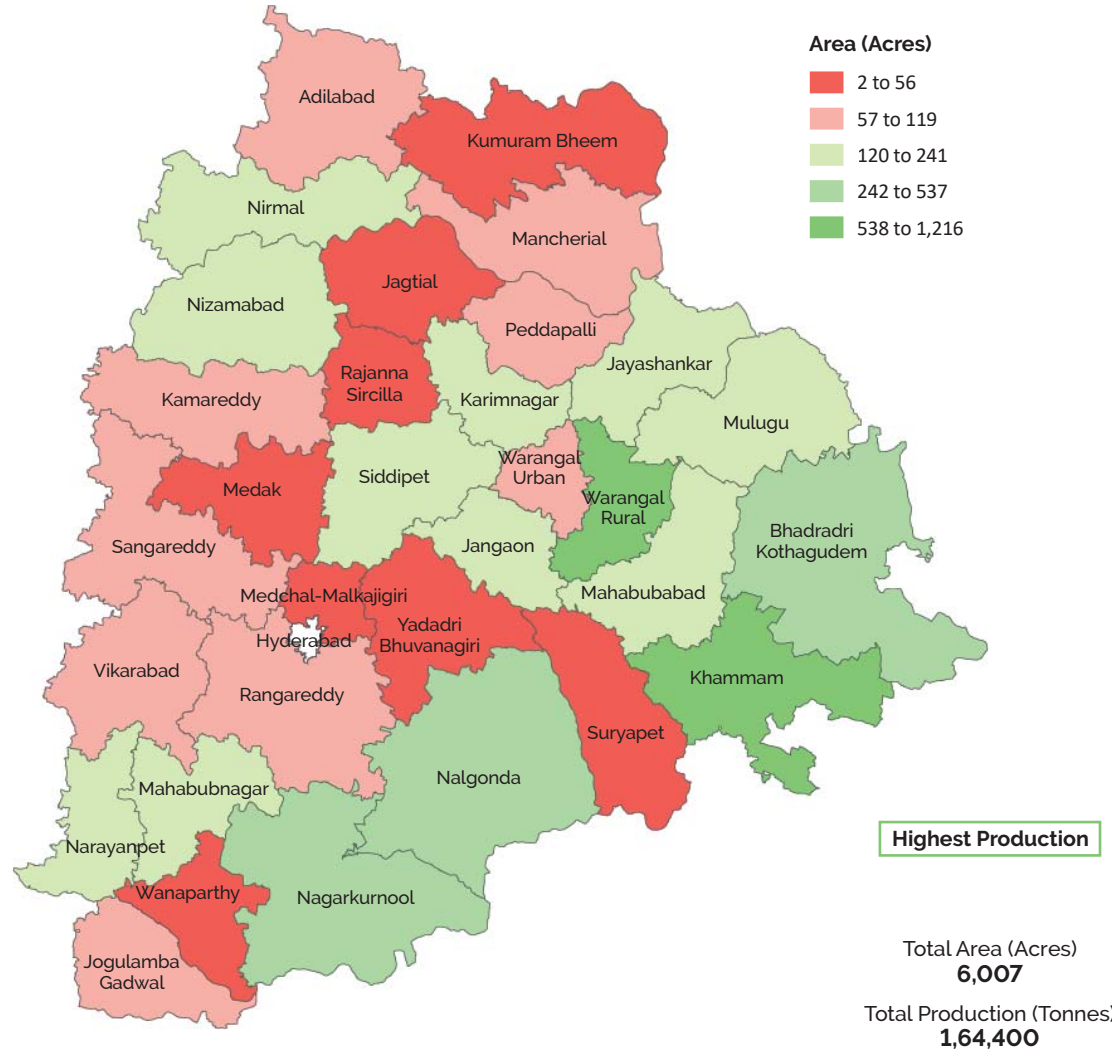 Area (Acres)
2 to 56
57 to 119
120 to 241
242 to 537
538 to 1,216
Adilabad
Kumuram Bheem
Nirmal
Mancherial
Jagtial
Nizamabad
Peddapalli
Jayashankar
Rajanna
Sircilla
Kamareddy
Karimnagar
Mulugu
Warangal
Urban
Siddipet
Medak
Warangal
Rural
Bhadradri
Kothagudem
Sangareddy
Jangaon
Mahabubabad
Medchal-Malkajigiri
Yadadri
Bhuvanagiri
Hyderabad
Vikarabad
Rangareddy
Khammam
Suryapet
Nalgonda
Mahabubnagar
Narayanpet
Wanaparthy
Nagarkurnool
Jogulamba
Gadwal
Highest Production
Total Area (Acres)
6,007
Total Production (Tonnes)
1,64,400